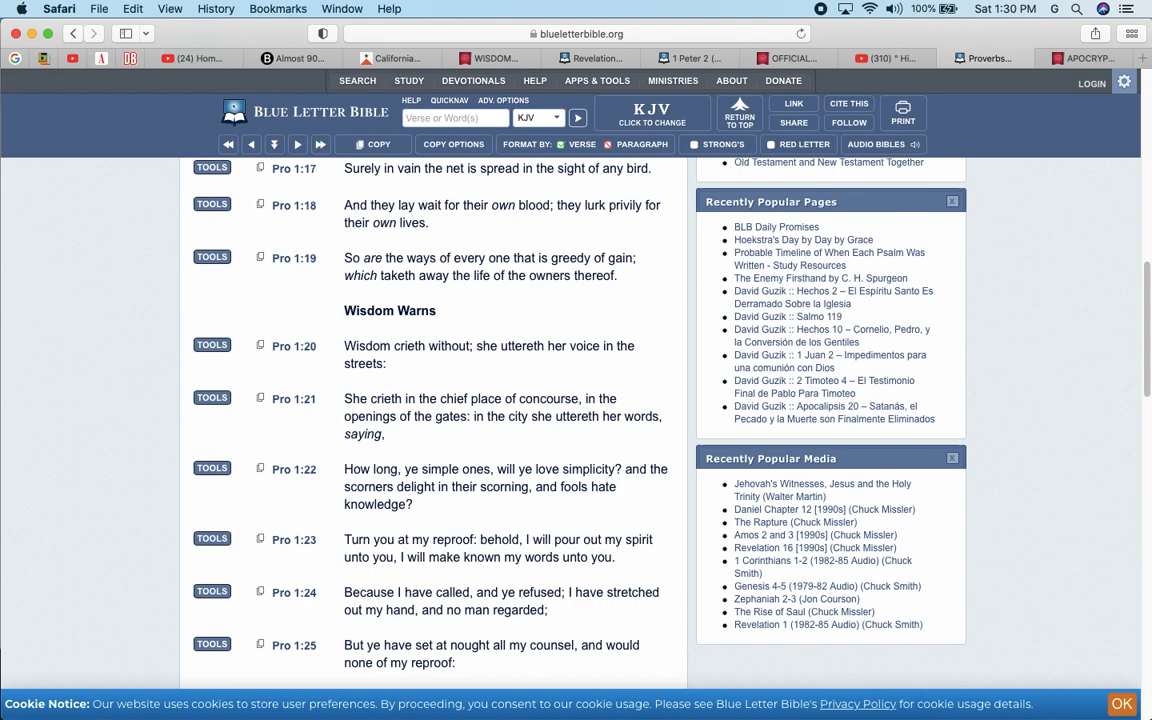 Safari File Edit View History Bookmarks Window Help 100% Sat 1:30 PM G
blueletterbible.org
(24) Hom... Almost 90... California... WISDOM... Revelation... 1 Peter 2 (... OFFICIAL... (310) " Hi... Proverbs... APOCRYP...
SEARCH STUDY DEVOTIONALS HELP APPS & TOOLS MINISTRIES ABOUT DONATE LOGIN
BLUE LETTER BIBLE
HELP QUICKNAV ADV. OPTIONS
Verse or Word(s) KJV
KJV
CLICK TO CHANGE
RETURN
TO TOP
LINK CITE THIS
SHARE FOLLOW
PRINT
COPY COPY OPTIONS FORMAT BY: VERSE PARAGRAPH STRONG'S RED LETTER AUDIO BIBLES
TOOLS Pro 1:17 Surely in vain the net is spread in the sight of any bird.
TOOLS Pro 1:18 And they lay wait for their own blood; they lurk privily for
their own lives.
TOOLS Pro 1:19 So are the ways of every one that is greedy of gain;
which taketh away the life of the owners thereof.
Wisdom Warns
TOOLS Pro 1:20 Wisdom crieth without; she uttereth her voice in the
streets:
TOOLS Pro 1:21 She crieth in the chief place of concourse, in the
openings of the gates: in the city she uttereth her words,
saying,
TOOLS Pro 1:22 How long, ye simple ones, will ye love simplicity? and the
scorners delight in their scorning, and fools hate
knowledge?
TOOLS Pro 1:23 Turn you at my reproof: behold, I will pour out my spirit
unto you, I will make known my words unto you.
TOOLS Pro 1:24 Because I have called, and ye refused; I have stretched
out my hand, and no man regarded;
TOOLS Pro 1:25 But ye have set at nought all my counsel, and would
none of my reproof:
Old Testament and New Testament Together
Recently Popular Pages
BLB Daily Promises
Hoekstra's Day by Day by Grace
Probable Timeline of When Each Psalm Was
Written - Study Resources
The Enemy Firsthand by C. H. Spurgeon
David Guzik :: Hechos 2 – El Espíritu Santo Es
Derramado Sobre la Iglesia
David Guzik :: Salmo 119
David Guzik :: Hechos 10 – Cornelio, Pedro, y
la Conversión de los Gentiles
David Guzik :: 1 Juan 2 – Impedimentos para
una comunión con Dios
David Guzik :: 2 Timoteo 4 – El Testimonio
Final de Pablo Para Timoteo
David Guzik :: Apocalipsis 20 – Satanás, el
Pecado y la Muerte son Finalmente Eliminados
Recently Popular Media
Jehovah's Witnesses, Jesus and the Holy
Trinity (Walter Martin)
Daniel Chapter 12 [1990s] (Chuck Missler)
The Rapture (Chuck Missler)
Amos 2 and 3 [1990s] (Chuck Missler)
Revelation 16 [1990s] (Chuck Missler)
1 Corinthians 1-2 (1982-85 Audio) (Chuck
Smith)
Genesis 4-5 (1979-82 Audio) (Chuck Smith)
Zephaniah 2-3 (Jon Courson)
The Rise of Saul (Chuck Missler)
Revelation 1 (1982-85 Audio) (Chuck Smith)
Cookie Notice: Our website uses cookies to store user preferences. By proceeding, you consent to our cookie usage. Please see Blue Letter Bible's Privacy Policy for cookie usage details. OK